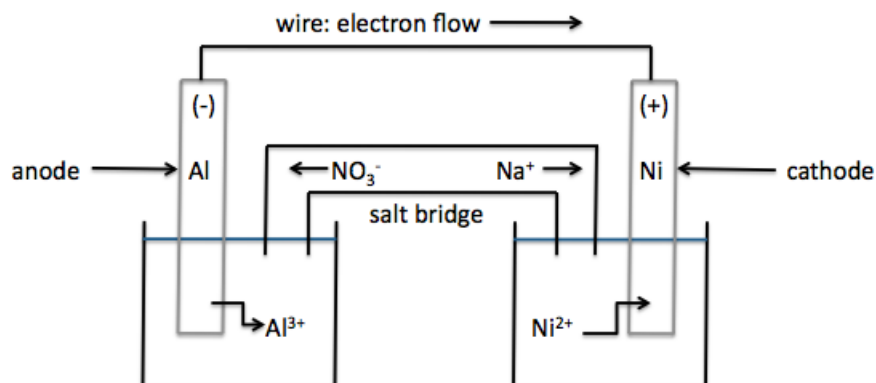 wire: electron flow
(-)
(+)
anode
Al
NO₃⁻
Na⁺
Ni
cathode
salt bridge
Al³⁺
Ni²⁺